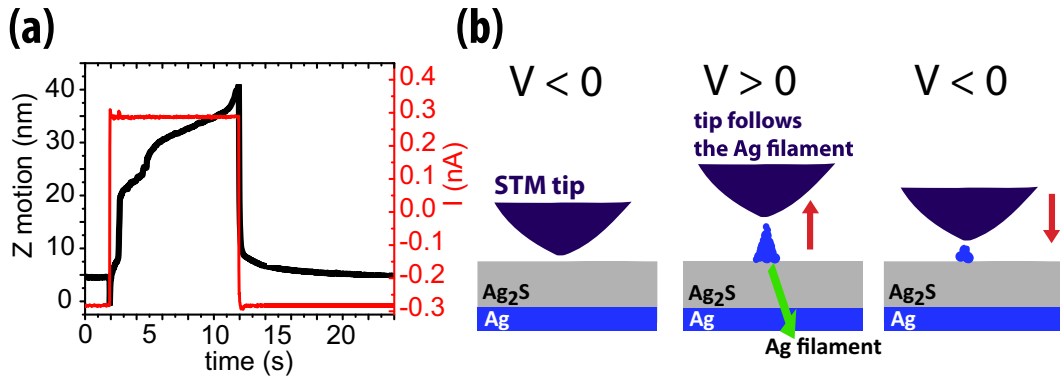 (a)
Z motion (nm)
40
30
20
10
0
0
5
10
15
20
time (s)
0.4
0.3
0.2
0.1
0.0
-0.1
-0.2
-0.3
I (nA)
(b)
V < 0
STM tip
Ag2S
Ag
V > 0
tip follows
the Ag filament
Ag₂S
Ag
Ag filament
V < 0
Ag₂S
Ag